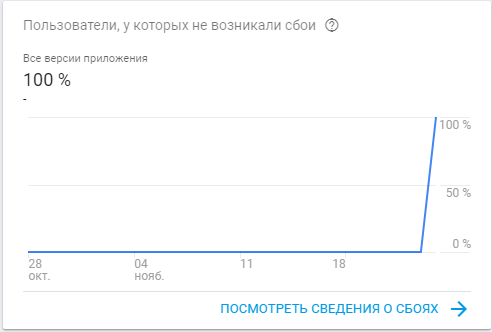 Пользователи, у которых не возникали сбои ?
Все версии приложения
100 %
-
100 %
50 %
0 %
28 окт.
04 нояб.
11
18
ПОСМОТРЕТЬ СВЕДЕНИЯ О СБОЯХ